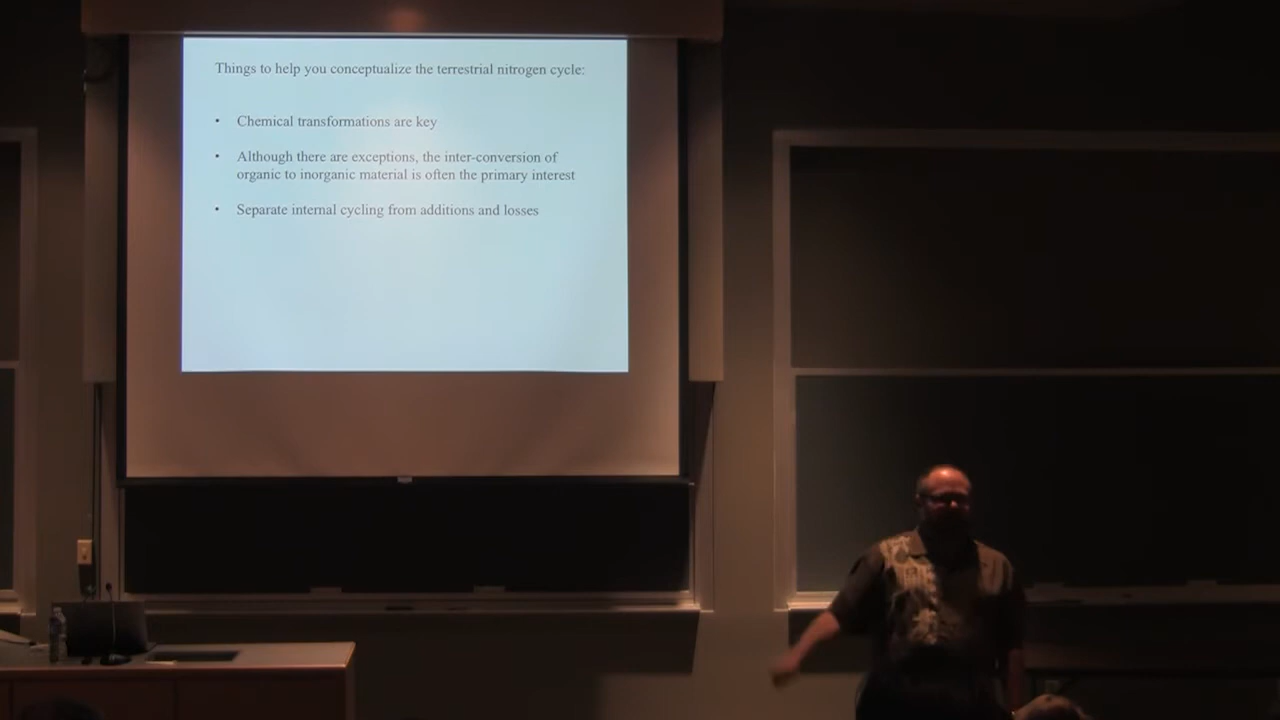 Things to help you conceptualize the terrestrial nitrogen cycle:
• Chemical transformations are key
• Although there are exceptions, the inter-conversion of
organic to inorganic material is often the primary interest
• Separate internal cycling from additions and losses